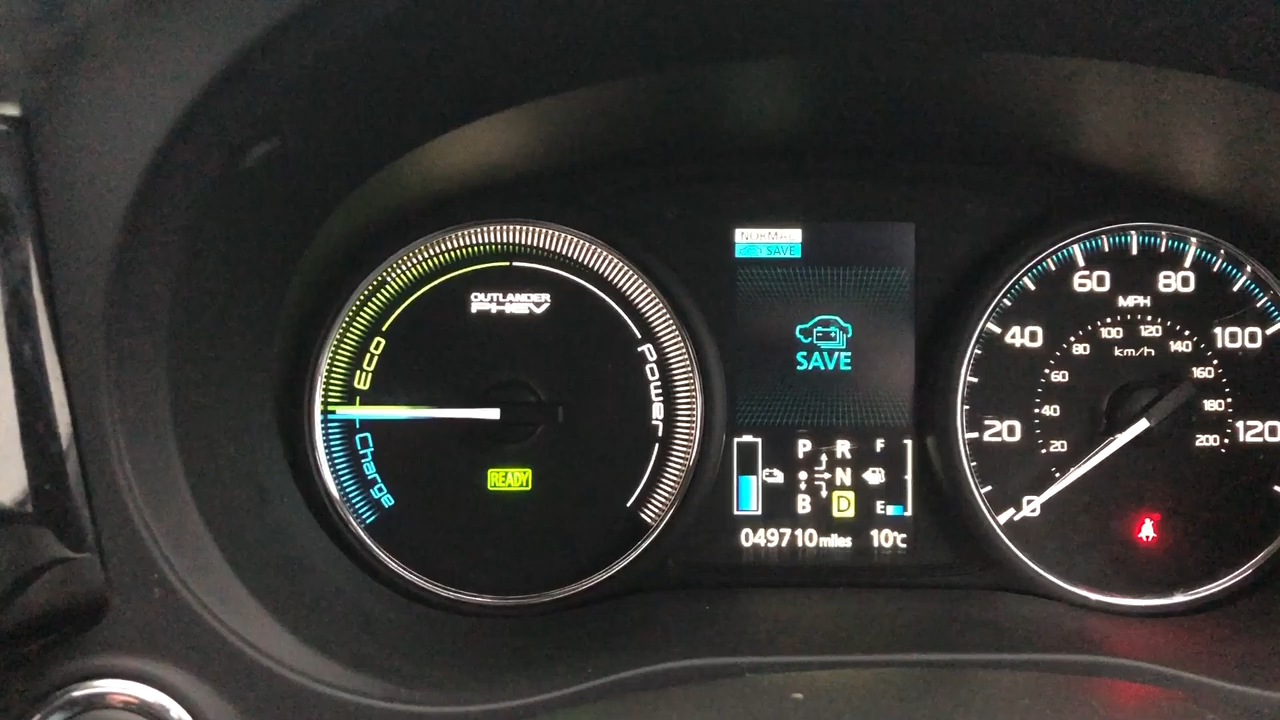 OUTLANDER
PHEV
Eco
Charge
Power
READY
NORMAL
SAVE
SAVE
P R
N
B D
F
E
049710 miles 10°C
0
20
40
60
80
100
120
MPH
km/h
20
40
60
80
100
120
140
160
180
200